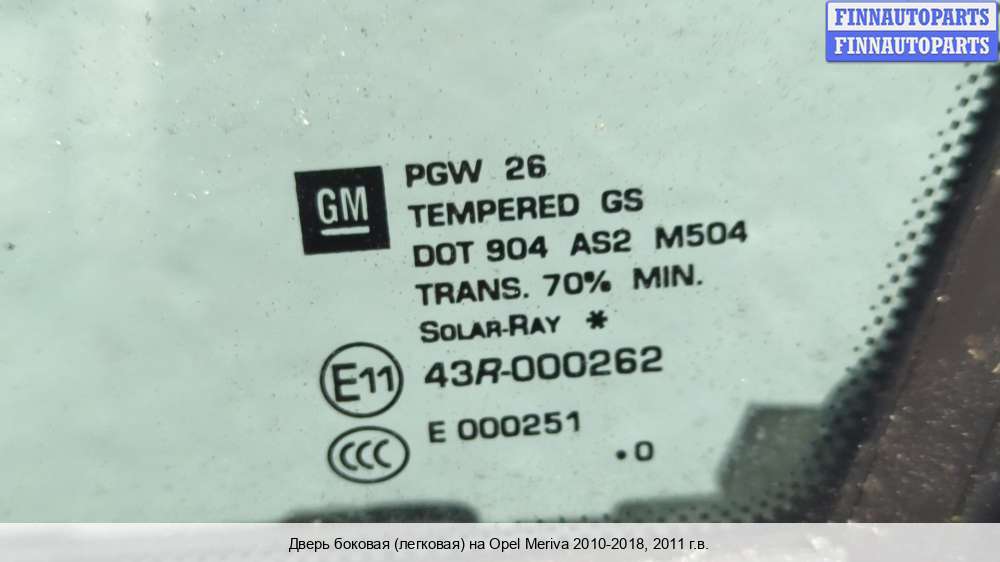 FINNAUTOPARTS
FINNAUTOPARTS
GM
PGW 26
TEMPERED GS
DOT 904 AS2 M504
TRANS. 70% MIN.
SOLAR-RAY *
E11 43R-000262
CCC E 000251
.0
Дверь боковая (легковая) на Opel Meriva 2010-2018, 2011 г.в.